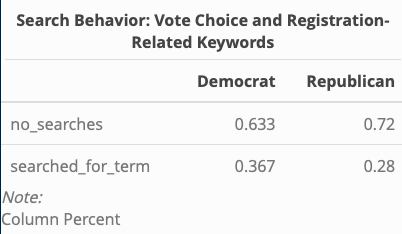 Search Behavior: Vote Choice and Registration-
Related Keywords
Democrat Republican
no_searches 0.633 0.72
searched_for_term 0.367 0.28
Note:
Column Percent